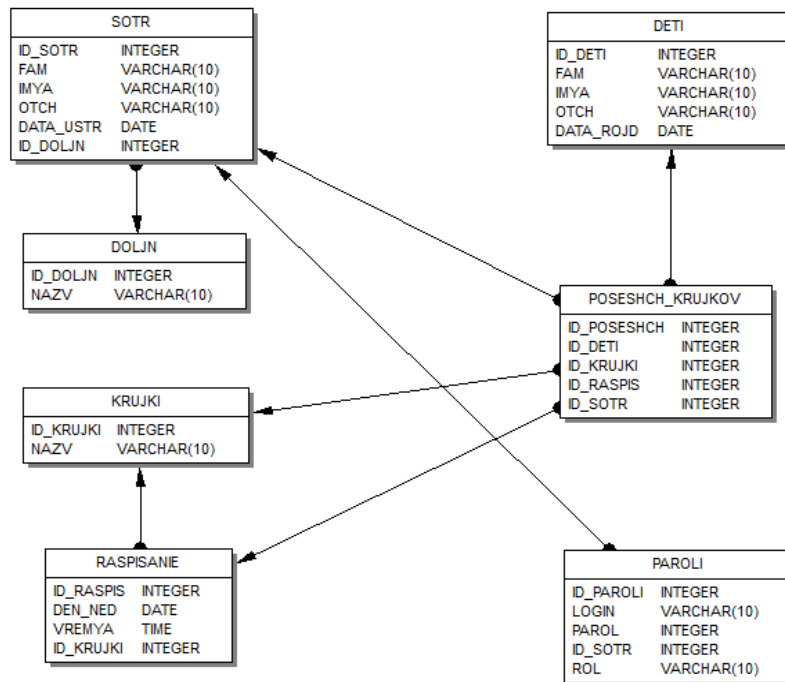 SOTR
ID_SOTR INTEGER
FAM VARCHAR(10)
IMYA VARCHAR(10)
OTCH VARCHAR(10)
DATA_USTR DATE
ID_DOLJN INTEGER
DETI
ID_DETI INTEGER
FAM VARCHAR(10)
IMYA VARCHAR(10)
OTCH VARCHAR(10)
DATA_ROJD DATE
DOLJN
ID_DOLJN INTEGER
NAZV VARCHAR(10)
POSESHCH_KRUJKOV
ID_POSESHCH INTEGER
ID_DETI INTEGER
ID_KRUJKI INTEGER
ID_RASPIS INTEGER
ID_SOTR INTEGER
KRUJKI
ID_KRUJKI INTEGER
NAZV VARCHAR(10)
RASPISANIE
ID_RASPIS INTEGER
DEN_NED DATE
VREMYA TIME
ID_KRUJKI INTEGER
PAROLI
ID_PAROLI INTEGER
LOGIN VARCHAR(10)
PAROL INTEGER
ID_SOTR INTEGER
ROL VARCHAR(10)